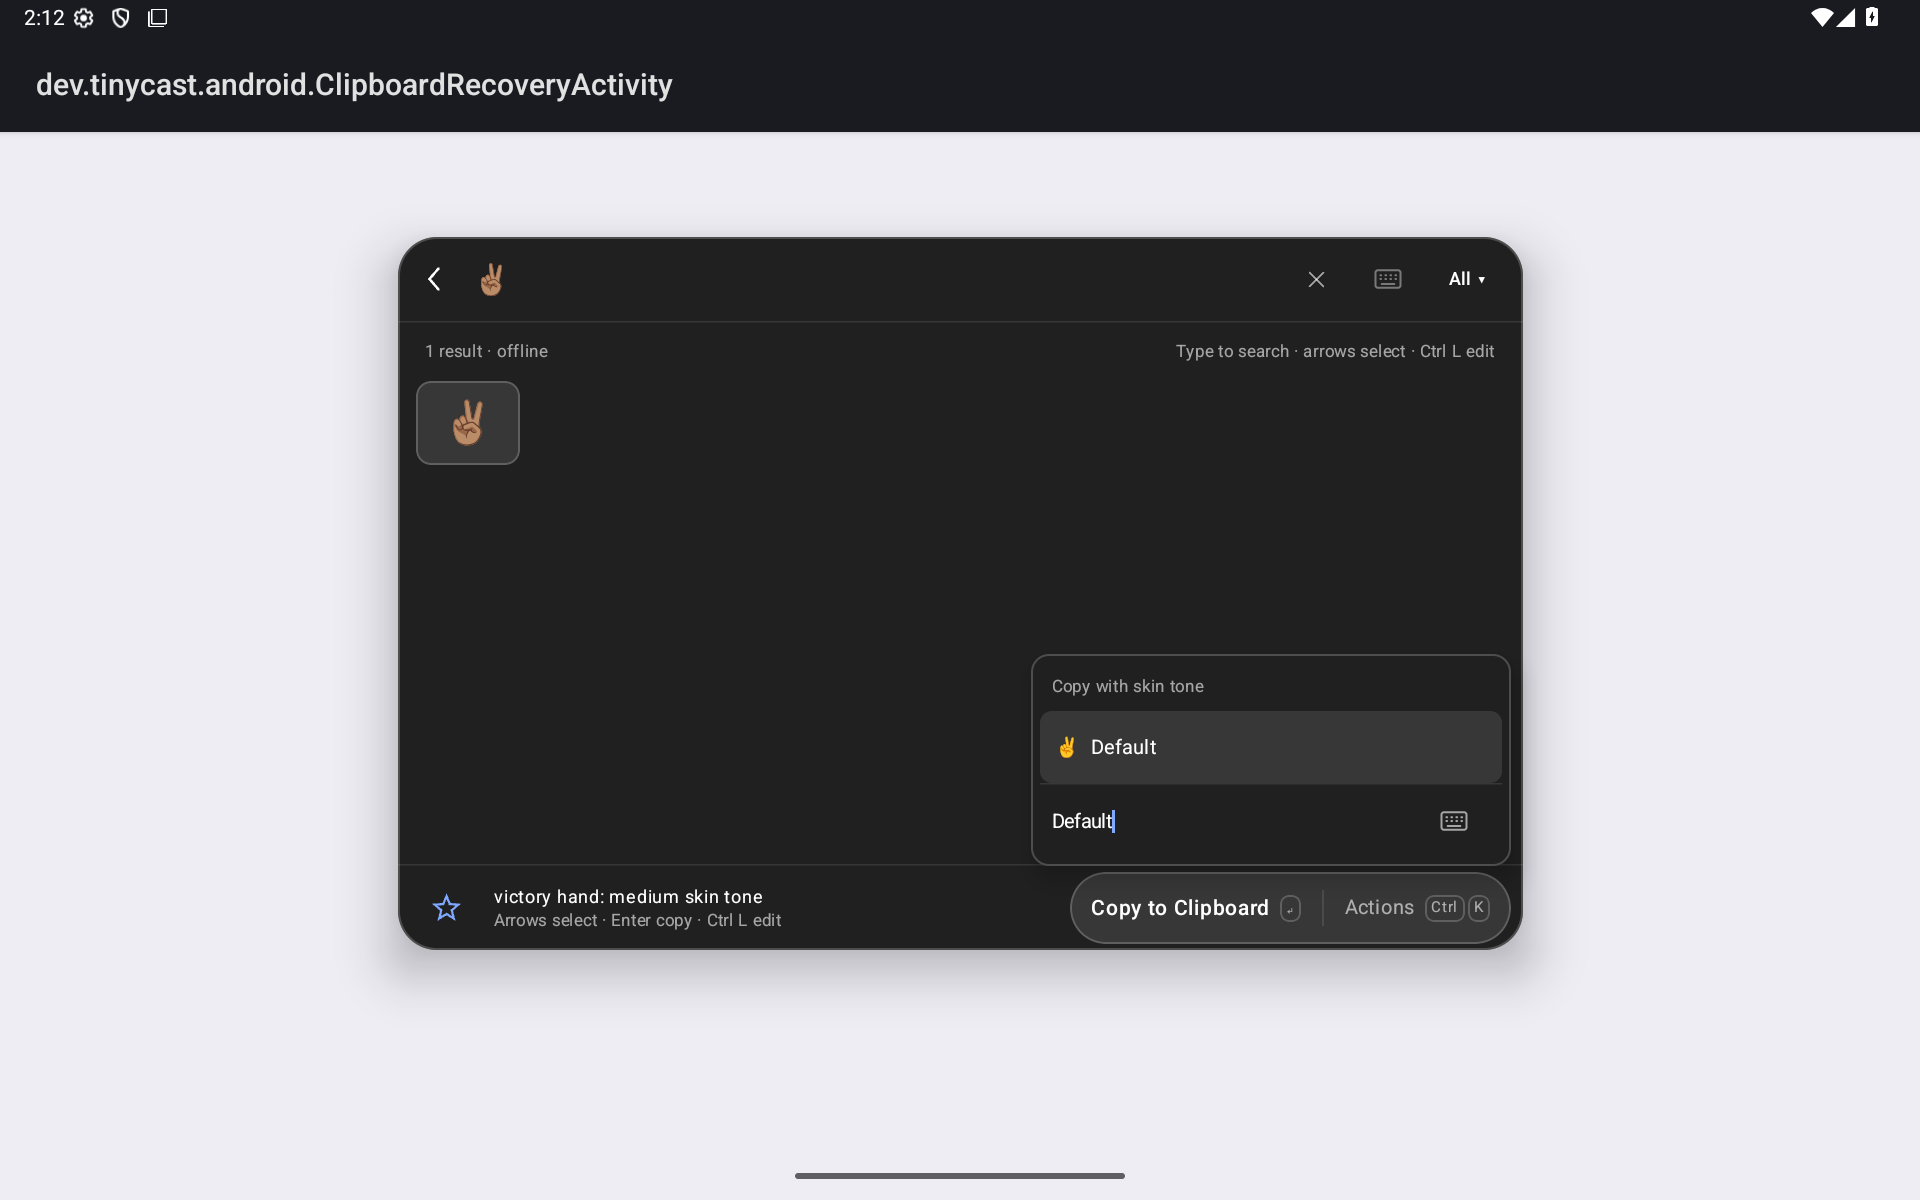 2:12
dev.tinycast.android.ClipboardRecoveryActivity
✌🏽
All ▾
1 result · offline
Type to search · arrows select · Ctrl L edit
✌🏽
Copy with skin tone
✌️ Default
Default
victory hand: medium skin tone
Arrows select · Enter copy · Ctrl L edit
Copy to Clipboard ↵
Actions Ctrl K